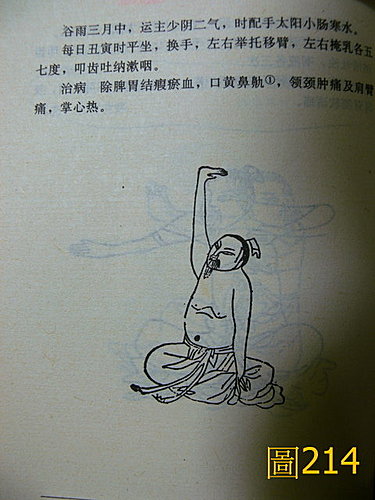 谷雨三月中，运主少阴二气，时配手太阳小肠寒水。
每日丑寅时平坐，换手，左右举托移臂，左右掩乳各五
七度，叩齿吐纳漱咽。
治病　除脾胃结瘕瘀血，口黄鼻鼽①，领颈肿痛及肩臂
痛，掌心热。
圖214